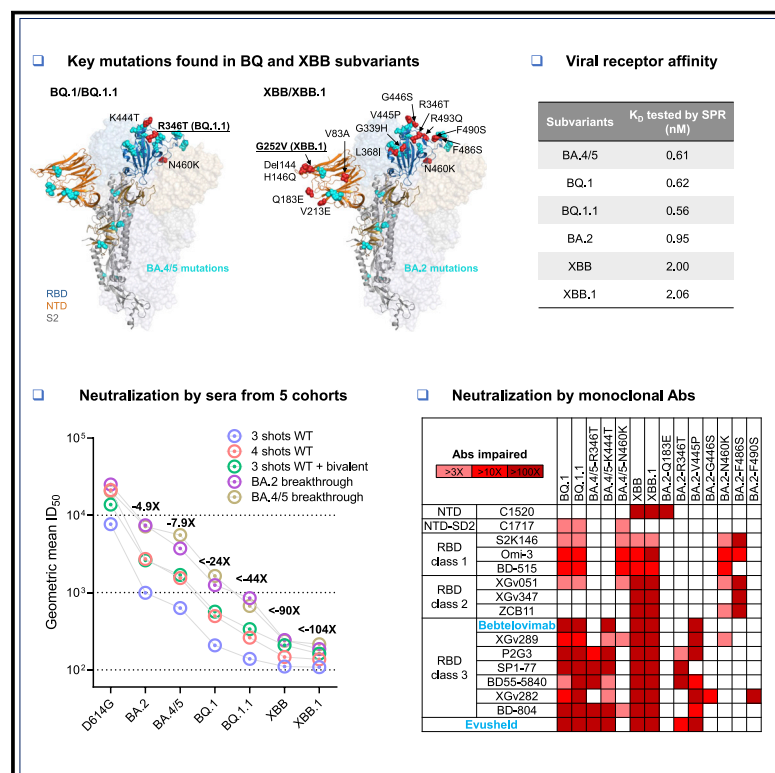 Key mutations found in BQ and XBB subvariants
BQ.1/BQ.1.1
K444T
R346T (BQ.1.1)
N460K
BA.4/5 mutations
RBD
NTD
S2
XBB/XBB.1
G446S
R346T
V445P
R493Q
F490S
G339H
G252V (XBB.1)
V83A
L368I
F486S
Del144
H146Q
N460K
Q183E
V213E
BA.2 mutations
Viral receptor affinity
Subvariants KD tested by SPR (nM)
BA.4/5 0.61
BQ.1 0.62
BQ.1.1 0.56
BA.2 0.95
XBB 2.00
XBB.1 2.06
Neutralization by sera from 5 cohorts
Geometric mean ID50
10^5
10^4
10^3
10^2
3 shots WT
4 shots WT
3 shots WT + bivalent
BA.2 breakthrough
BA.4/5 breakthrough
-4.9X
-7.9X
<-24X
<-44X
<-90X
<-104X
D614G
BA.2
BA.4/5
BQ.1
BQ.1.1
XBB
XBB.1
Neutralization by monoclonal Abs
Abs impaired
>3X >10X >100X
BQ.1
BQ.1.1
BA.4/5-R346T
BA.4/5-K444T
BA.4/5-N460K
XBB
XBB.1
BA.2-Q183E
BA.2-R346T
BA.2-V445P
BA.2-G446S
BA.2-N460K
BA.2-F486S
BA.2-F490S
NTD C1520
NTD-SD2 C1717
RBD class 1
S2K146
Omi-3
BD-515
RBD class 2
XGv051
XGv347
ZCB11
RBD class 3
Bebtelovimab
XGv289
P2G3
SP1-77
BD55-5840
XGv282
BD-804
Evusheld